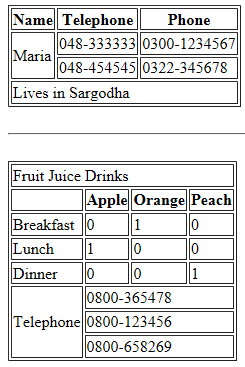 Name Telephone Phone
Maria 048-333333 0300-1234567
048-454545 0322-345678
Lives in Sargodha
Fruit Juice Drinks
Apple Orange Peach
Breakfast 0 1 0
Lunch 1 0 0
Dinner 0 0 1
Telephone 0800-365478
0800-123456
0800-658269